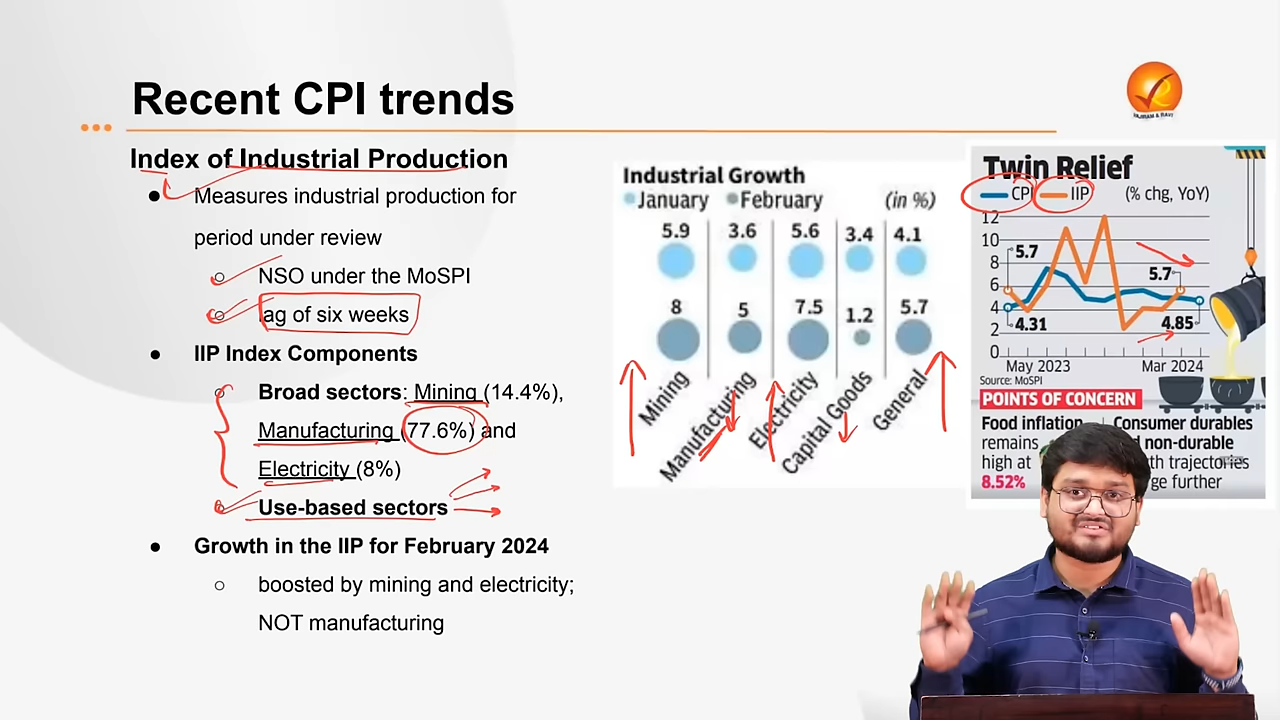 Recent CPI trends
VAJIRAM & RAVI
Index of Industrial Production
Measures industrial production for
period under review
NSO under the MoSPI
lag of six weeks
IIP Index Components
Broad sectors: Mining (14.4%),
Manufacturing (77.6%) and
Electricity (8%)
Use-based sectors
Growth in the IIP for February 2024
boosted by mining and electricity;
NOT manufacturing
Industrial Growth
January February (in %)
5.9 3.6 5.6 3.4 4.1
8 5 7.5 1.2 5.7
Mining
Manufacturing
Electricity
Capital Goods
General
Twin Relief
CPI IIP (% chg, YoY)
12
10
8
6
4
2
0
5.7
4.31
5.7
4.85
May 2023 Mar 2024
Source: MoSPI
POINTS OF CONCERN
Food inflation
remains
high at
8.52%
Consumer durables
non-durable
trajectories
further